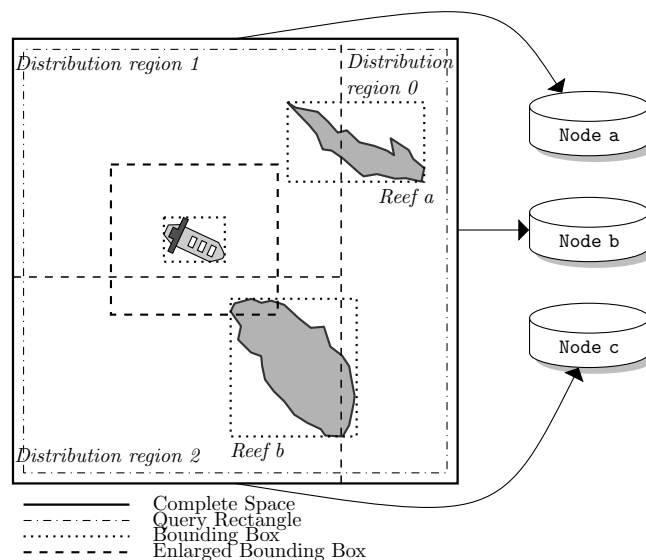 Distribution region 1
Distribution
region 0
Node a
Reef a
Node b
Node c
Reef b
Distribution region 2
Complete Space
Query Rectangle
Bounding Box
Enlarged Bounding Box